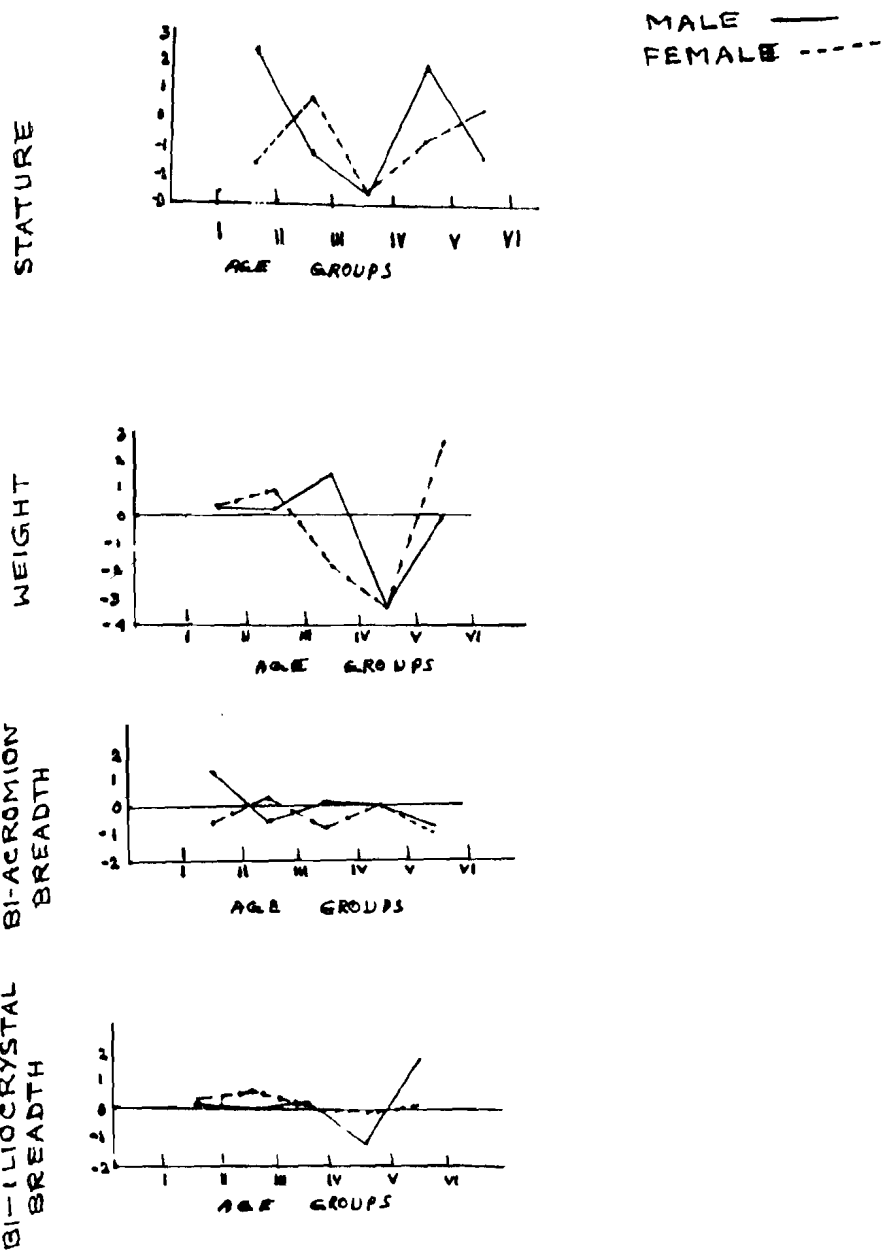 MALE
FEMALE
STATURE
3
2
1
0
-1
-2
-3
I II III IV V VI
AGE GROUPS
WEIGHT
3
2
1
0
-1
-2
-3
-4
I II III IV V VI
AGE GROUPS
BI-ACROMION
BREADTH
2
1
0
-1
-2
I II III IV V VI
AGE GROUPS
BI-ILIOCRYSTAL
BREADTH
2
1
0
-1
-2
I II III IV V VI
AGE GROUPS